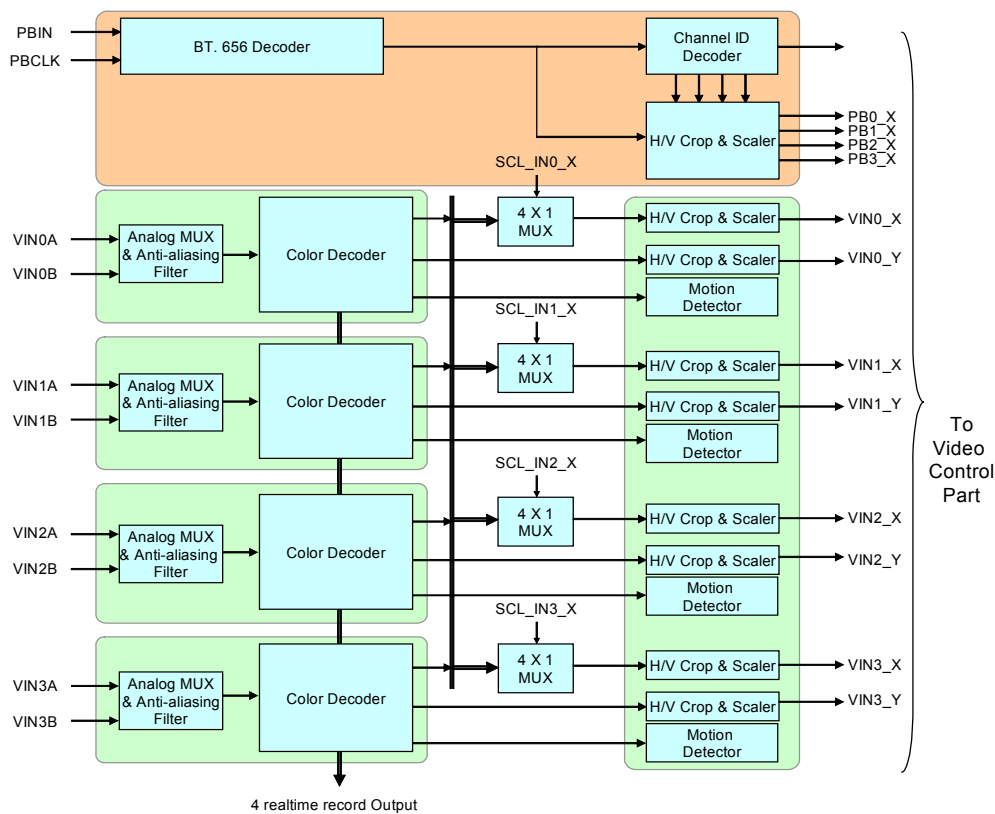 PBIN
PBCLK
BT. 656 Decoder
Channel ID
Decoder
H/V Crop & Scaler
PB0_X
PB1_X
PB2_X
PB3_X
SCL_IN0_X
VIN0A
VIN0B
Analog MUX
& Anti-aliasing
Filter
Color Decoder
4 X 1
MUX
H/V Crop & Scaler
VIN0_X
H/V Crop & Scaler
VIN0_Y
Motion
Detector
SCL_IN1_X
VIN1A
VIN1B
Analog MUX
& Anti-aliasing
Filter
Color Decoder
4 X 1
MUX
H/V Crop & Scaler
VIN1_X
H/V Crop & Scaler
VIN1_Y
Motion
Detector
SCL_IN2_X
VIN2A
VIN2B
Analog MUX
& Anti-aliasing
Filter
Color Decoder
4 X 1
MUX
H/V Crop & Scaler
VIN2_X
H/V Crop & Scaler
VIN2_Y
Motion
Detector
SCL_IN3_X
VIN3A
VIN3B
Analog MUX
& Anti-aliasing
Filter
Color Decoder
4 X 1
MUX
H/V Crop & Scaler
VIN3_X
H/V Crop & Scaler
VIN3_Y
Motion
Detector
To
Video
Control
Part
4 realtime record Output